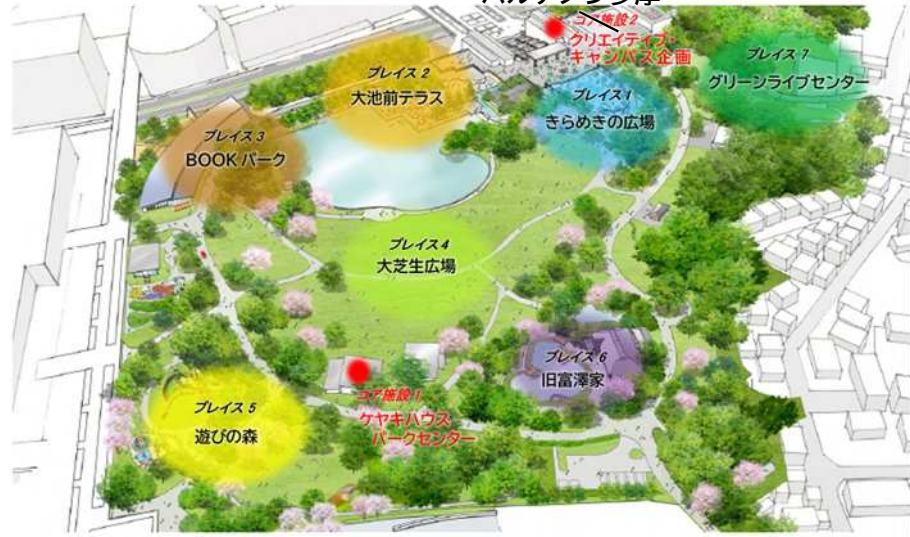 コア施設2
クリエイティブ・
キャンパス企画
プレイス7
グリーンライブセンター
プレイス2
大池前テラス
プレイス1
きらめきの広場
プレイス3
BOOKパーク
プレイス4
大芝生広場
プレイス6
旧富澤家
コア施設1
ケヤキハウス
パークセンター
プレイス5
遊びの森